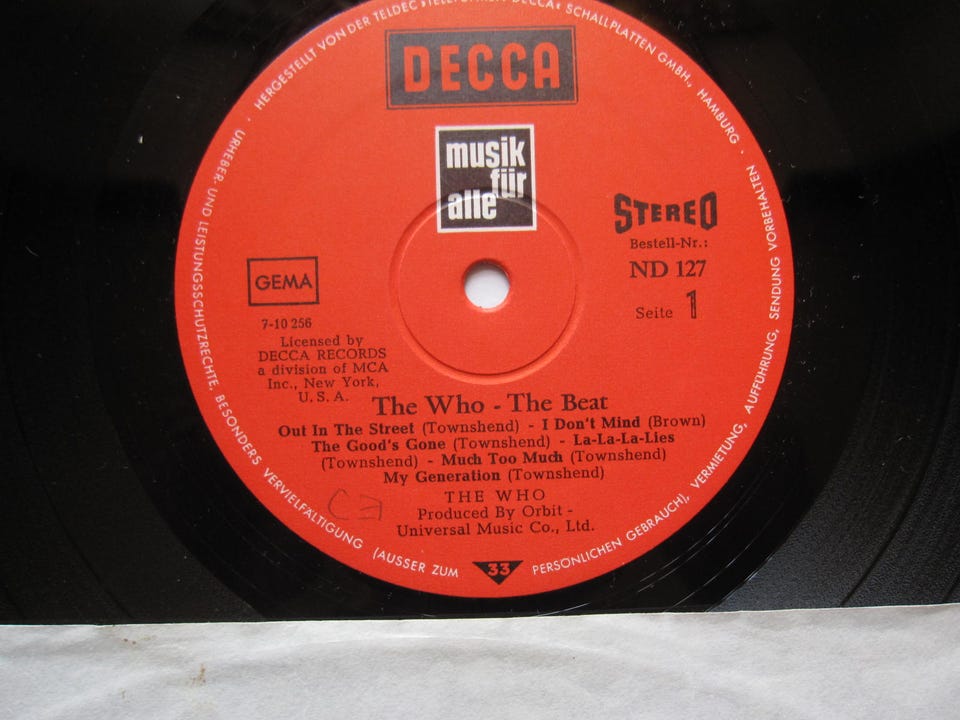 HERGESTELLT VON DER TELDEC »TELEFUNKEN DECCA« SCHALLPLATTEN GMBH., HAMBURG ·
DECCA
musik
für
alle
STEREO
Bestell-Nr.:
ND 127
Seite 1
GEMA
7-10 256
Licensed by
DECCA RECORDS
a division of MCA
Inc., New York,
U. S. A.
The Who - The Beat
Out In The Street (Townshend) - I Don't Mind (Brown)
The Good's Gone (Townshend) - La-La-La-Lies
(Townshend) - Much Too Much (Townshend)
My Generation (Townshend)
THE WHO
Produced By Orbit -
Universal Music Co., Ltd.
33
URHEBER- UND LEISTUNGSSCHUTZRECHTE, BESONDERS VERVIELFÄLTIGUNG (AUSSER ZUM PERSÖNLICHEN GEBRAUCH), VERMIETUNG, AUFFÜHRUNG, SENDUNG VORBEHALTEN ·